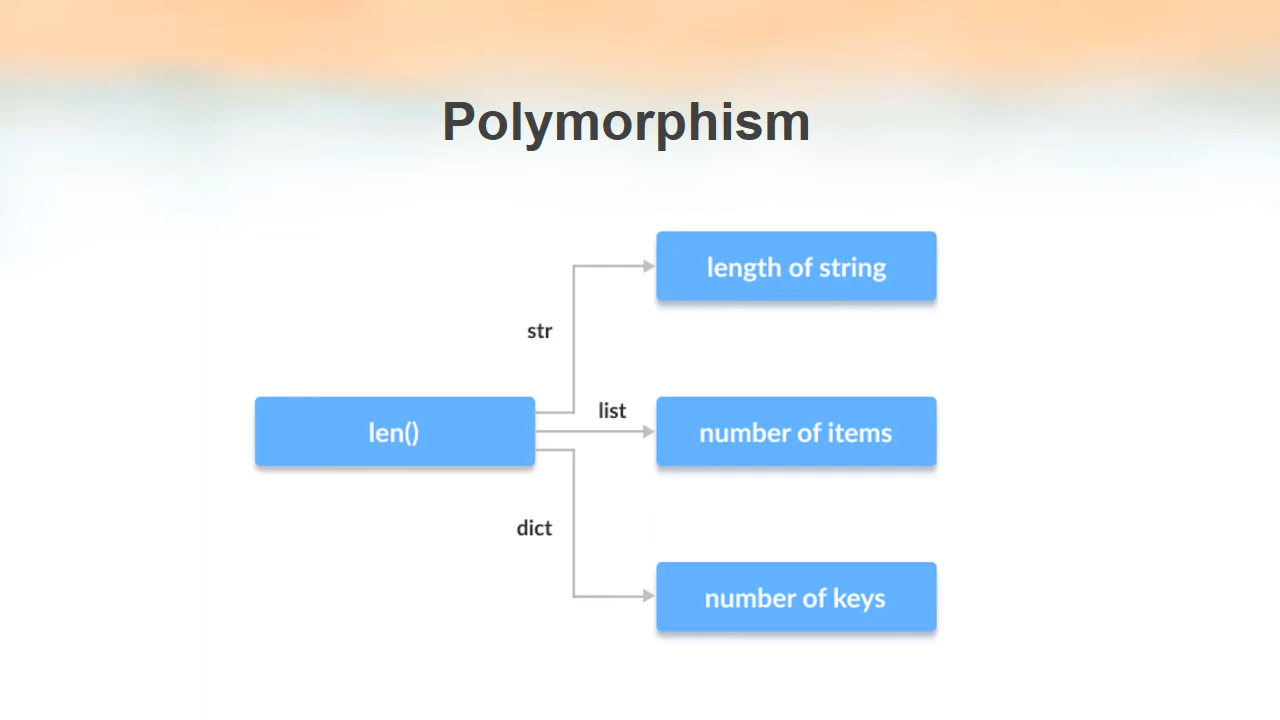 Polymorphism
length of string
str
list
len()
number of items
dict
number of keys